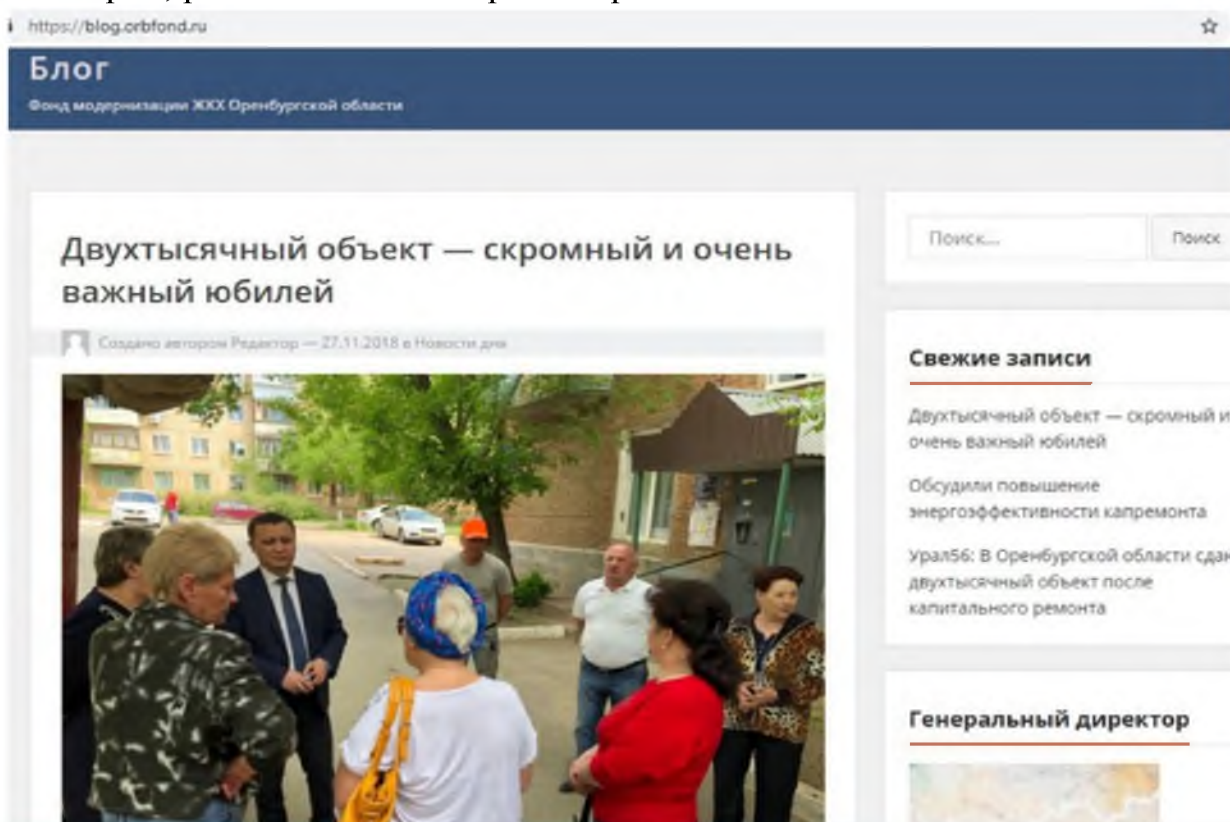 https://blog.orbfond.ru
Блог
Фонд модернизации ЖКХ Оренбургской области
Двухтысячный объект — скромный и очень
важный юбилей
Создано автором Редактор — 27.11.2018 в Новости дня
Поиск...
Поиск
Свежие записи
Двухтысячный объект — скромный и
очень важный юбилей
Обсудили повышение
энергоэффективности капремонта
Урал56: В Оренбургской области сдан
двухтысячный объект после
капитального ремонта
Генеральный директор